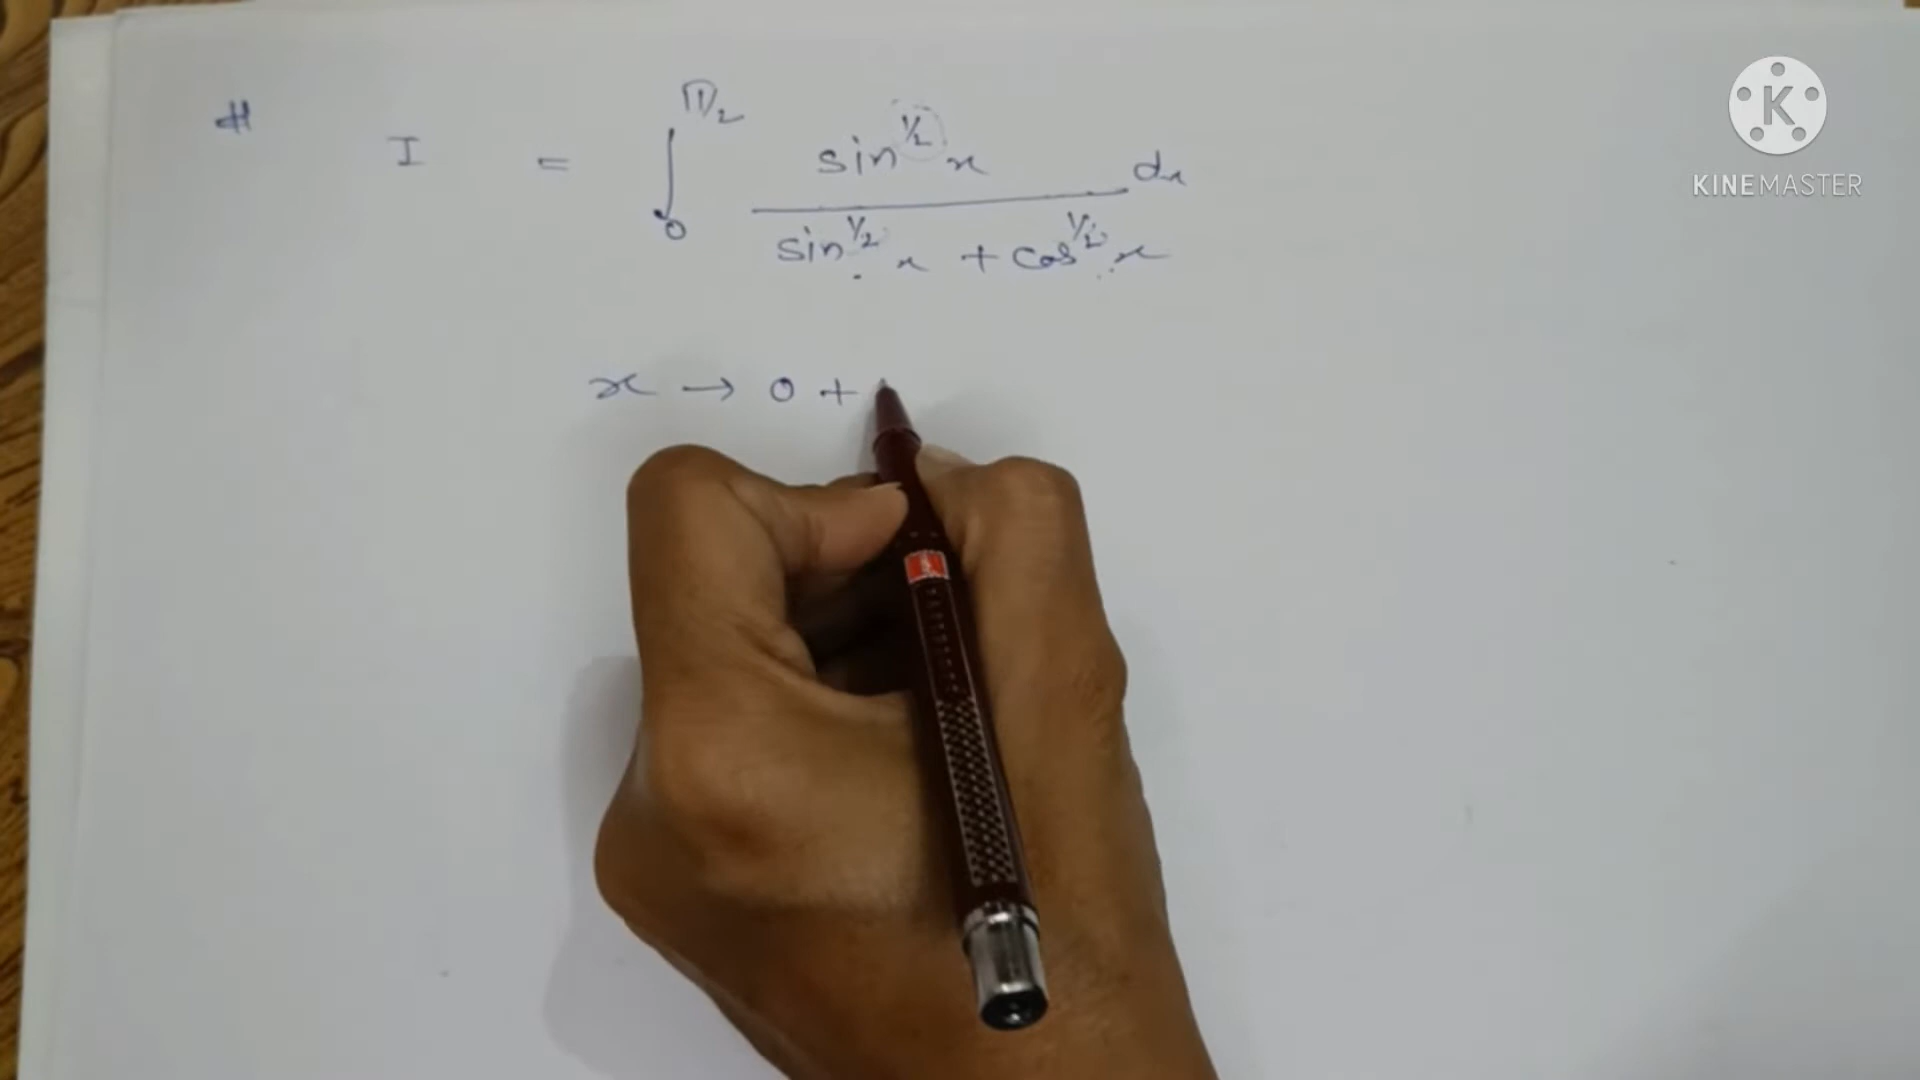 # I = ∫₀^π/2 sin^1/2 x / sin^1/2 x + cos^1/2 x dx
x → 0 +
K
KINEMASTER